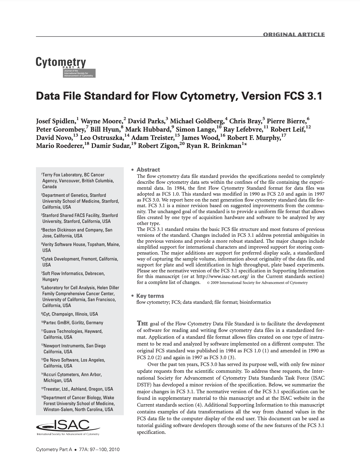 ORIGINAL ARTICLE
Cytometry
Data File Standard for Flow Cytometry, Version FCS 3.1
Josef Spidlen,1 Wayne Moore,2 David Parks,3 Michael Goldberg,4 Chris Bray,5 Pierre Bierre,6
Peter Gorombey,7 Bill Hyun,8 Mark Hubbard,9 Simon Lange,10 Ray Lefebvre,11 Robert Leif,12
David Novo,13 Leo Ostruszka,14 Adam Treister,15 James Wood,16 Robert F. Murphy,17
Mario Roederer,18 Damir Sudar,19 Robert Zigon,20 Ryan R. Brinkman1*
1Terry Fox Laboratory, BC Cancer
Agency, Vancouver, British Columbia,
Canada
2Department of Genetics, Stanford
University School of Medicine, Stanford,
California, USA
3Stanford Shared FACS Facility, Stanford
University, Stanford, California, USA
4Becton Dickinson and Company, San
Jose, California, USA
5Verity Software House, Topsham, Maine,
USA
6Cytek Development, Fremont, California,
USA
7Soft Flow Informatics, Debrecen,
Hungary
8Laboratory for Cell Analysis, Helen Diller
Family Comprehensive Cancer Center,
University of California, San Francisco,
California, USA
9iCyt, Champaign, Illinois, USA
10Partec GmbH, Görlitz, Germany
11Guava Technologies, Hayward,
California, USA
12Newport Instruments, San Diego
California, USA
13De Novo Software, Los Angeles,
California, USA
14Accuri Cytometers, Ann Arbor,
Michigan, USA
15Treestar, Ltd., Ashland, Oregon, USA
16Department of Cancer Biology, Wake
Forest University School of Medicine,
Winston-Salem, North Carolina, USA
• Abstract
The flow cytometry data file standard provides the specifications needed to completely
describe flow cytometry data sets within the confines of the file containing the experi-
mental data. In 1984, the first Flow Cytometry Standard format for data files was
adopted as FCS 1.0. This standard was modified in 1990 as FCS 2.0 and again in 1997
as FCS 3.0. We report here on the next generation flow cytometry standard data file for-
mat. FCS 3.1 is a minor revision based on suggested improvements from the commu-
nity. The unchanged goal of the standard is to provide a uniform file format that allows
files created by one type of acquisition hardware and software to be analyzed by any
other type.
The FCS 3.1 standard retains the basic FCS file structure and most features of previous
versions of the standard. Changes included in FCS 3.1 address potential ambiguities in
the previous versions and provide a more robust standard. The major changes include
simplified support for international characters and improved support for storing com-
pensation. The major additions are support for preferred display scale, a standardized
way of capturing the sample volume, information about originality of the data file, and
support for plate and well identification in high throughput, plate based experiments.
Please see the normative version of the FCS 3.1 specification in Supporting Information
for this manuscript (or at http://www.isac-net.org/ in the Current standards section)
for a complete list of changes. © 2009 International Society for Advancement of Cytometry
• Key terms
flow cytometry; FCS; data standard; file format; bioinformatics
THE goal of the Flow Cytometry Data File Standard is to facilitate the development
of software for reading and writing flow cytometry data files in a standardized for-
mat. Application of a standard file format allows files created on one type of instru-
ment to be read and analyzed by software implemented on a different computer. The
original FCS standard was published in 1984 as FCS 1.0 (1) and amended in 1990 as
FCS 2.0 (2) and again in 1997 as FCS 3.0 (3).
Over the past ten years, FCS 3.0 has served its purpose well, with only few minor
update requests from the scientific community. To address these requests, the Inter-
national Society for Advancement of Cytometry Data Standards Task Force (ISAC
DSTF) has developed a minor revision of the specification. Below, we summarize the
major changes in FCS 3.1. The normative version of the FCS 3.1 specification can be
found in supplementary material to this manuscript and at the ISAC website in the
Current standards section (4). Additional Supporting Information to this manuscript
contains examples of data transformations all the way from channel values in the
FCS data file to the computer display of the end user. This document can be used as
tutorial guiding software developers through some of the new features of the FCS 3.1
specification.
ISAC
Cytometry Part A • 77A: 97–100, 2010